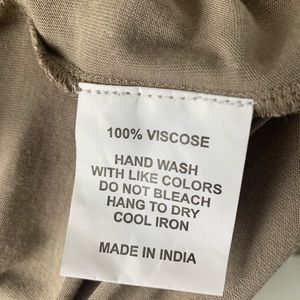 100% VISCOSE
HAND WASH
WITH LIKE COLORS
DO NOT BLEACH
HANG TO DRY
COOL IRON
MADE IN INDIA